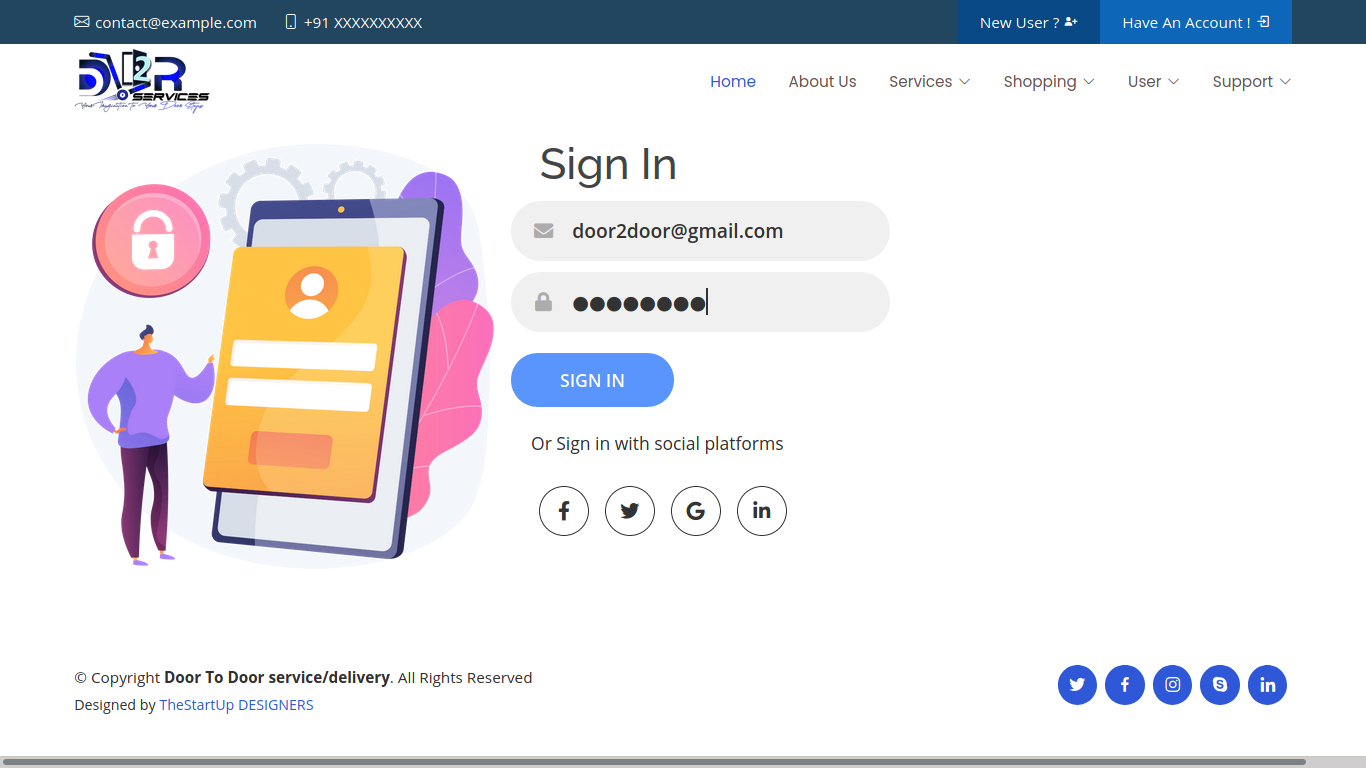 contact@example.com +91 XXXXXXXXXX New User ? Have An Account !
D2R
SERVICES
Home About Us Services Shopping User Support
Sign In
door2door@gmail.com
●●●●●●●●
SIGN IN
Or Sign in with social platforms
© Copyright Door To Door service/delivery. All Rights Reserved
Designed by TheStartUp DESIGNERS